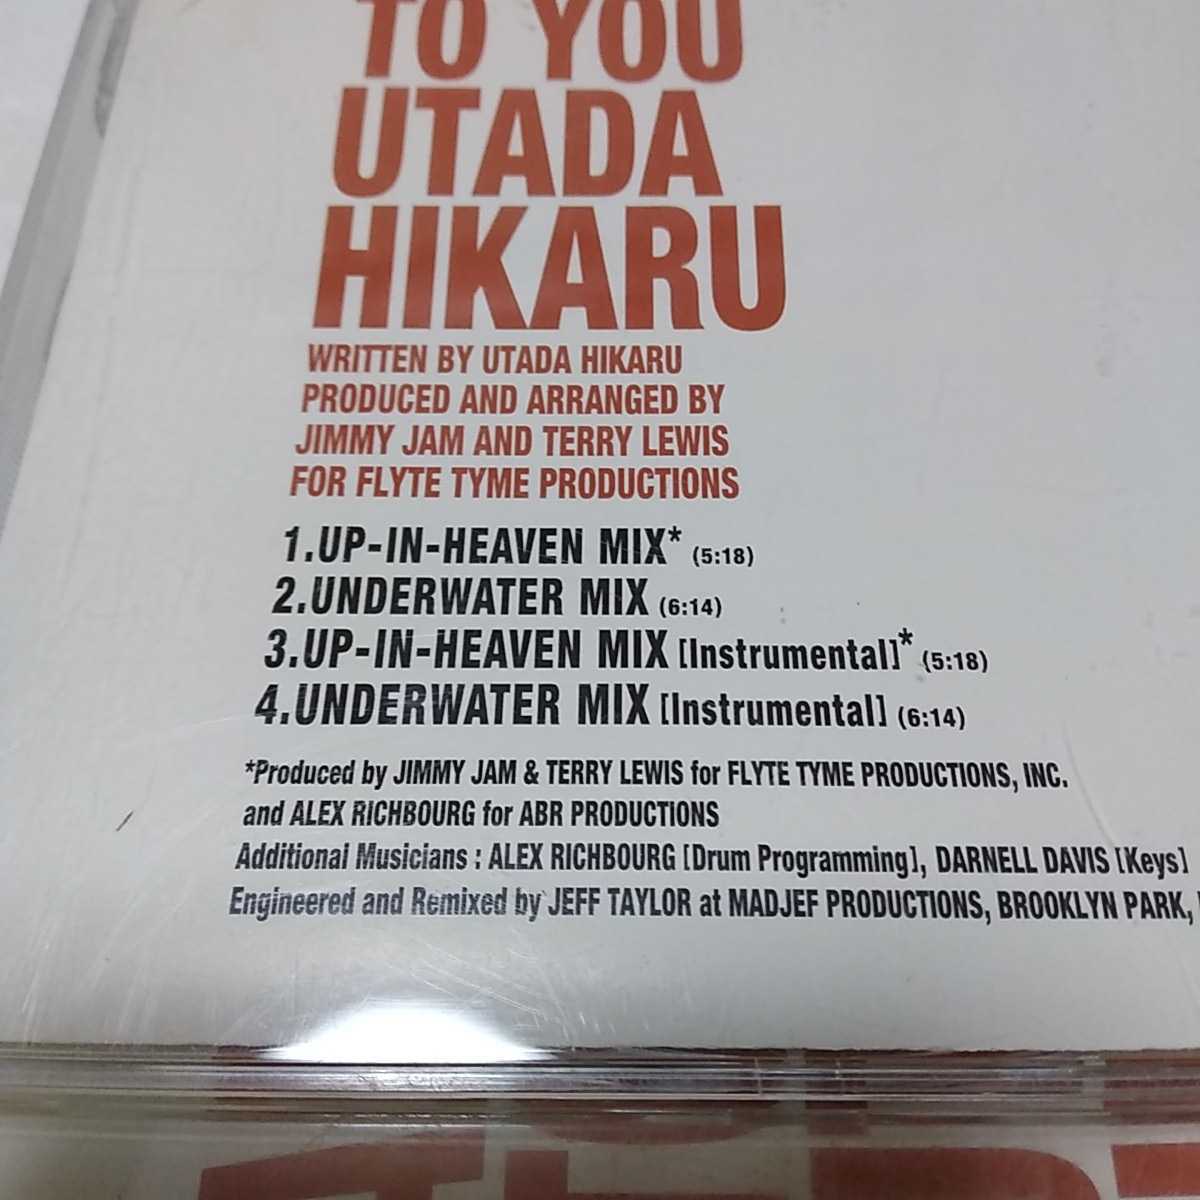 TO YOU
UTADA
HIKARU
WRITTEN BY UTADA HIKARU
PRODUCED AND ARRANGED BY
JIMMY JAM AND TERRY LEWIS
FOR FLYTE TYME PRODUCTIONS
1.UP-IN-HEAVEN MIX* (5:18)
2.UNDERWATER MIX (6:14)
3.UP-IN-HEAVEN MIX [Instrumental]* (5:18)
4.UNDERWATER MIX [Instrumental] (6:14)
*Produced by JIMMY JAM & TERRY LEWIS for FLYTE TYME PRODUCTIONS, INC.
and ALEX RICHBOURG for ABR PRODUCTIONS
Additional Musicians : ALEX RICHBOURG [Drum Programming], DARNELL DAVIS [Keys]
Engineered and Remixed by JEFF TAYLOR at MADJEF PRODUCTIONS, BROOKLYN PARK,